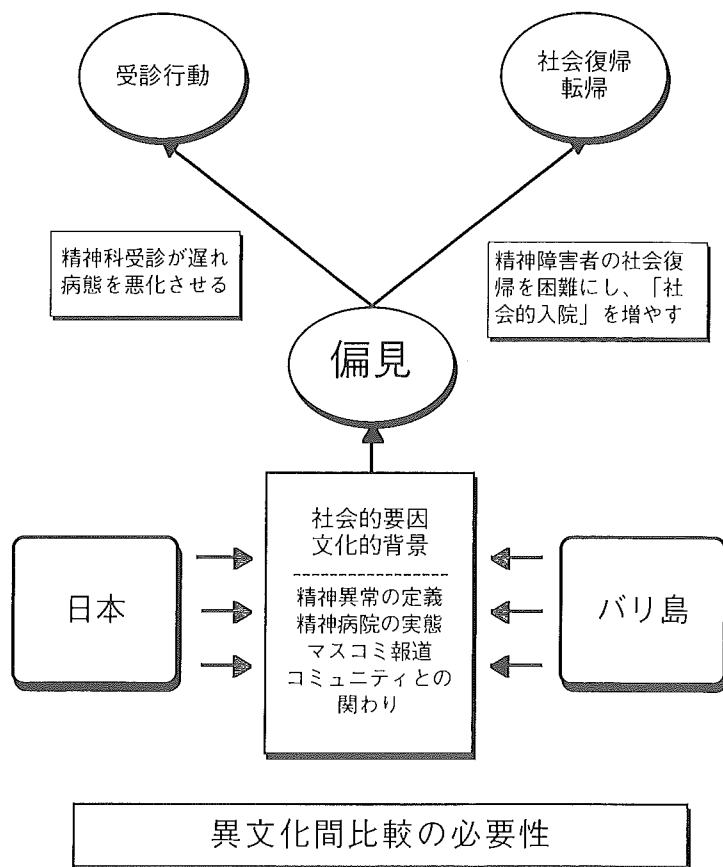 受診行動
社会復帰
転帰
精神科受診が遅れ
病態を悪化させる
精神障害者の社会復
帰を困難にし、「社
会的入院」を増やす
偏見
社会的要因
文化的背景
日本
精神異常の定義
精神病院の実態
マスコミ報道
コミュニティとの
関わり
バリ島
異文化間比較の必要性